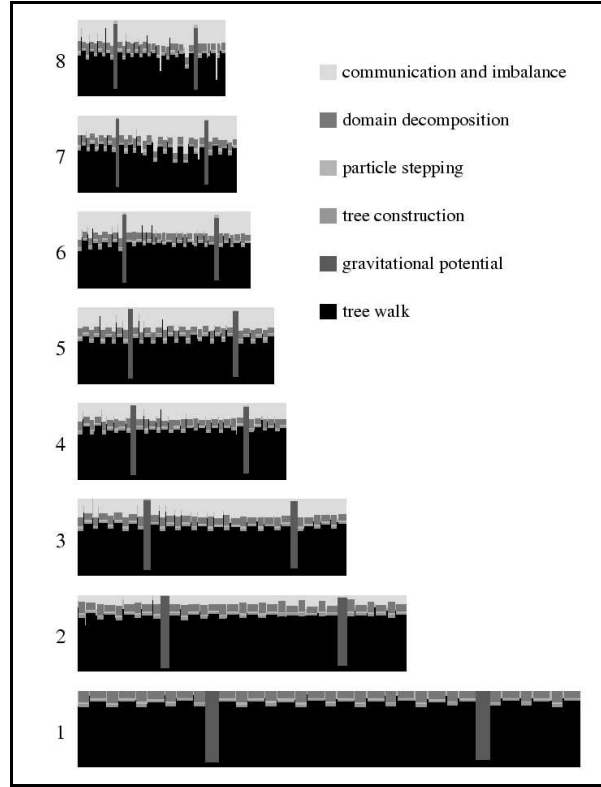 8
communication and imbalance
domain decomposition
7
particle stepping
tree construction
6
gravitational potential
tree walk
5
4
3
2
1